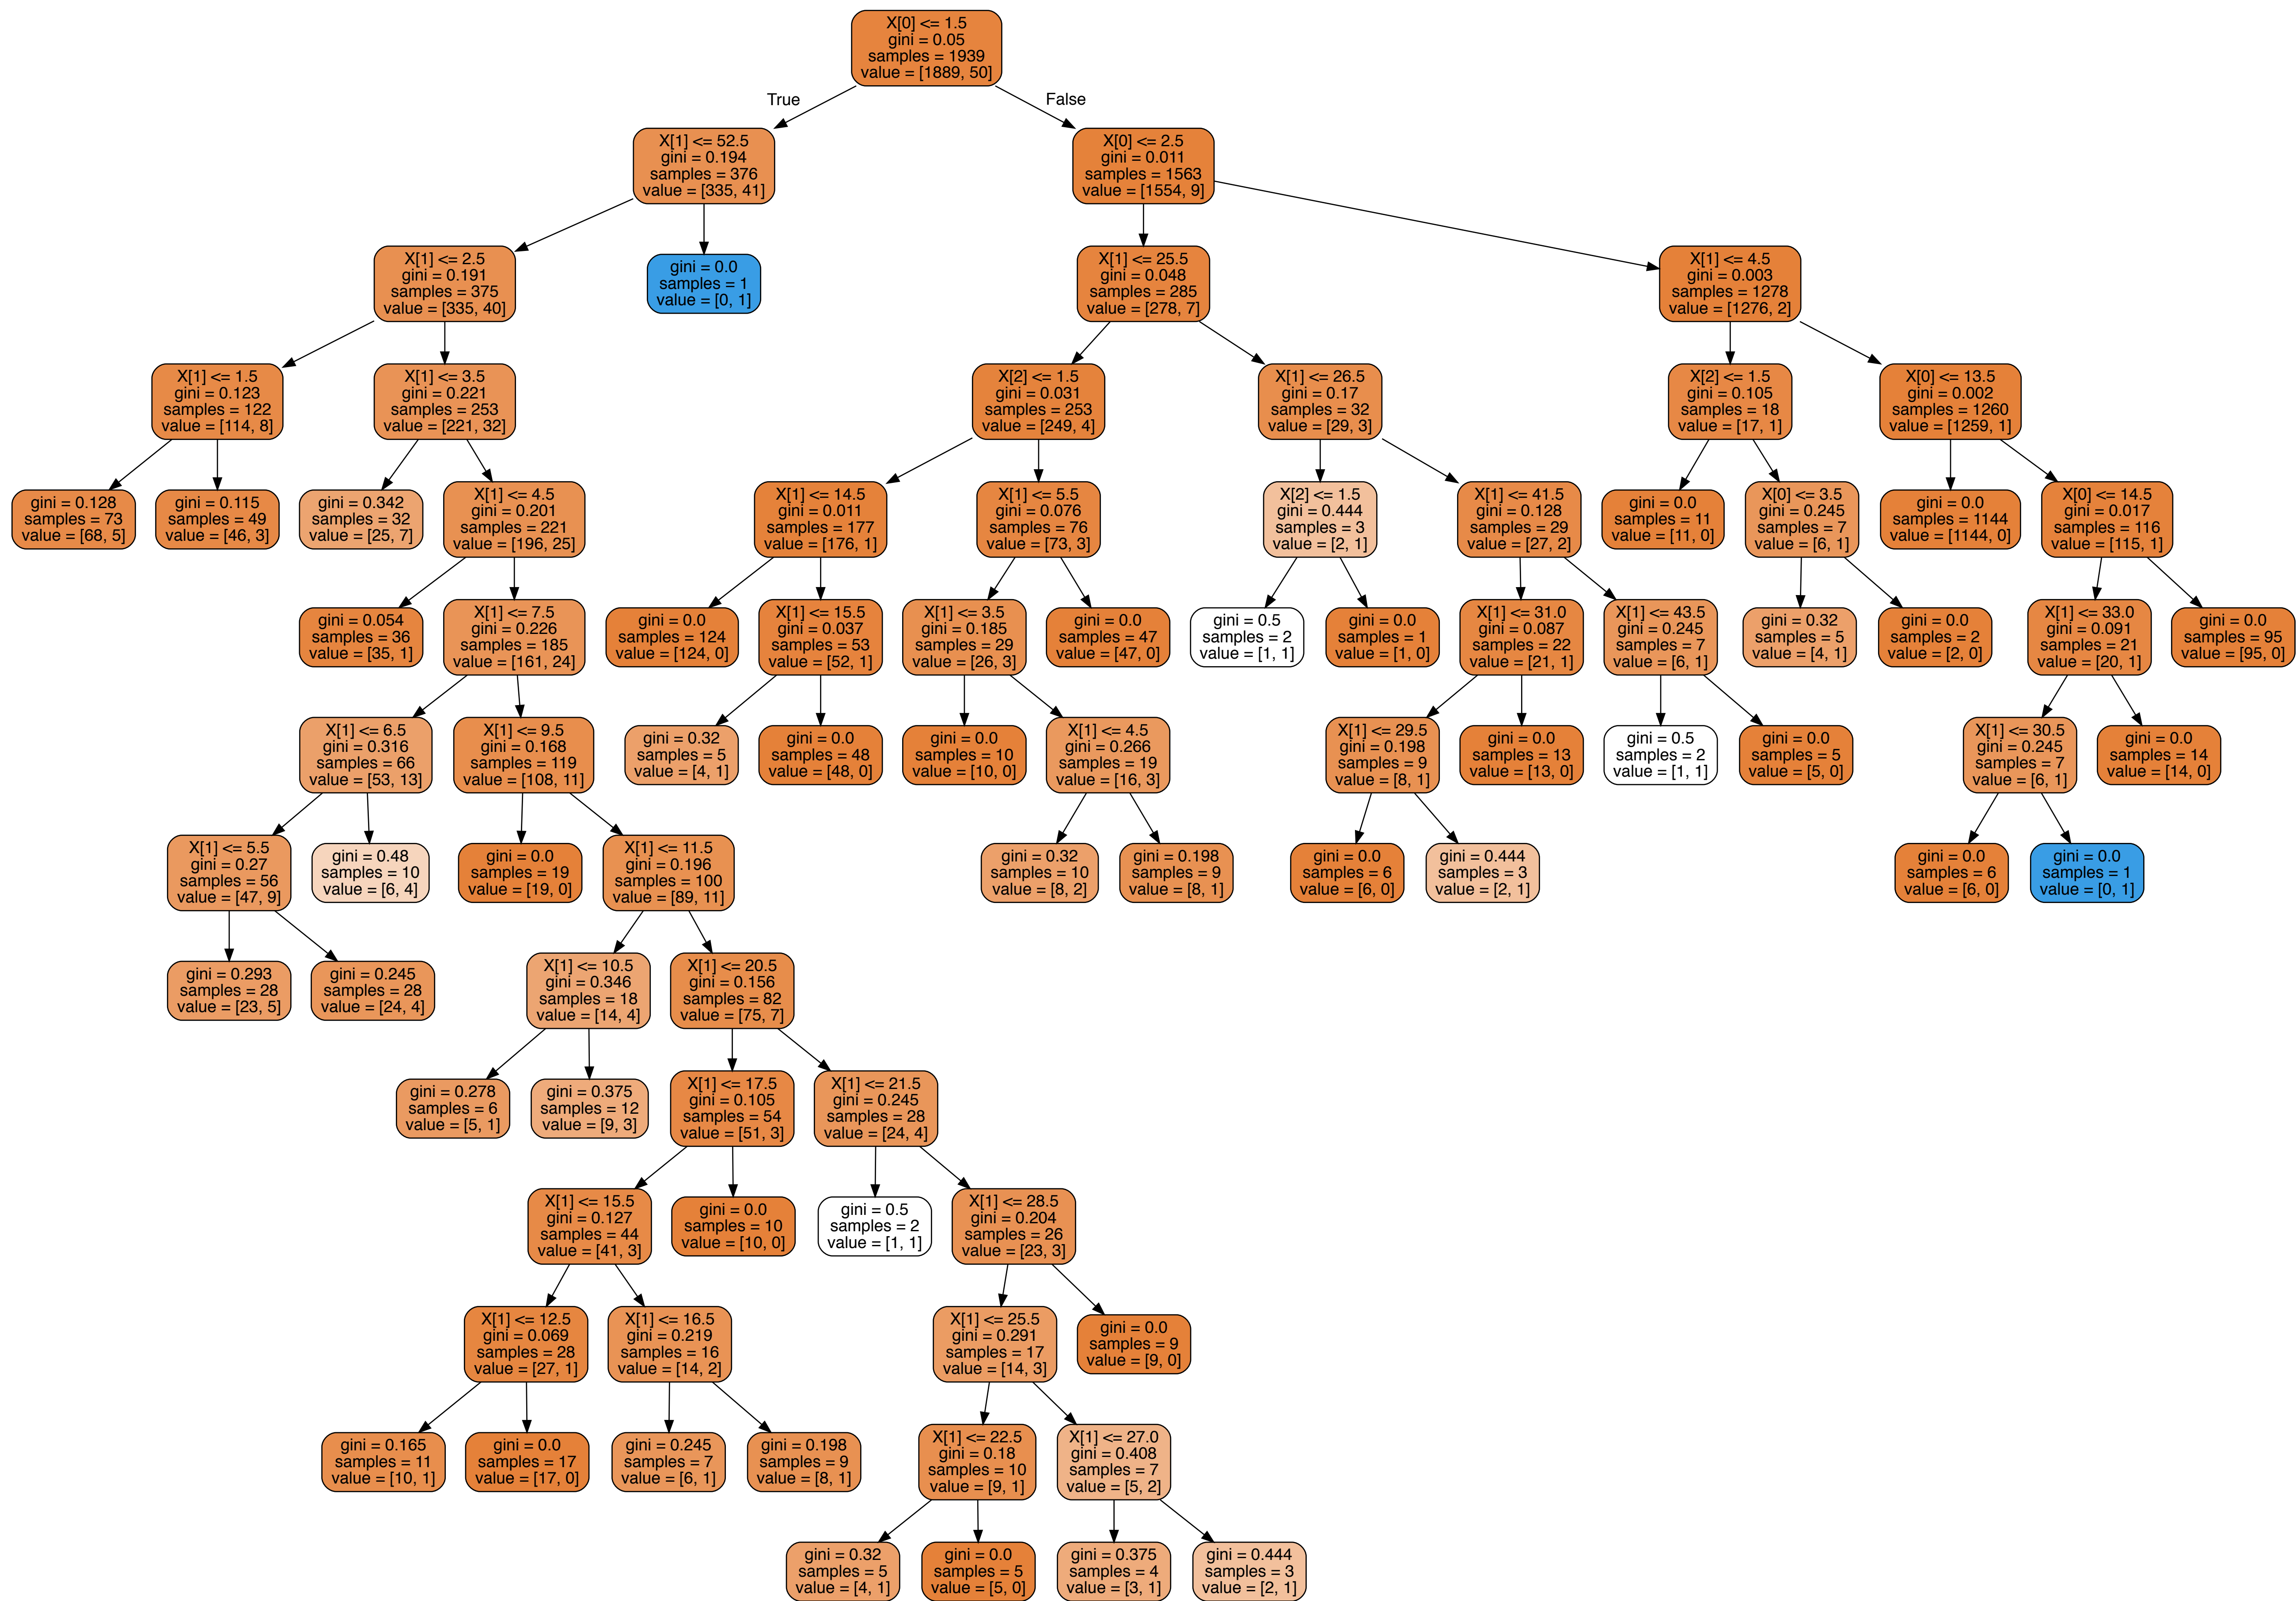 X[0] <= 1.5
gini = 0.05
samples = 1939
value = [1889, 50]
True
False
X[1] <= 52.5
gini = 0.194
samples = 376
value = [335, 41]
X[0] <= 2.5
gini = 0.011
samples = 1563
value = [1554, 9]
X[1] <= 2.5
gini = 0.191
samples = 375
value = [335, 40]
gini = 0.0
samples = 1
value = [0, 1]
X[1] <= 25.5
gini = 0.048
samples = 285
value = [278, 7]
X[1] <= 4.5
gini = 0.003
samples = 1278
value = [1276, 2]
X[1] <= 1.5
gini = 0.123
samples = 122
value = [114, 8]
X[1] <= 3.5
gini = 0.221
samples = 253
value = [221, 32]
X[2] <= 1.5
gini = 0.031
samples = 253
value = [249, 4]
X[1] <= 26.5
gini = 0.17
samples = 32
value = [29, 3]
X[2] <= 1.5
gini = 0.105
samples = 18
value = [17, 1]
X[0] <= 13.5
gini = 0.002
samples = 1260
value = [1259, 1]
gini = 0.128
samples = 73
value = [68, 5]
gini = 0.115
samples = 49
value = [46, 3]
gini = 0.342
samples = 32
value = [25, 7]
X[1] <= 4.5
gini = 0.201
samples = 221
value = [196, 25]
X[1] <= 14.5
gini = 0.011
samples = 177
value = [176, 1]
X[1] <= 5.5
gini = 0.076
samples = 76
value = [73, 3]
X[2] <= 1.5
gini = 0.444
samples = 3
value = [2, 1]
X[1] <= 41.5
gini = 0.128
samples = 29
value = [27, 2]
gini = 0.0
samples = 11
value = [11, 0]
X[0] <= 3.5
gini = 0.245
samples = 7
value = [6, 1]
gini = 0.0
samples = 1144
value = [1144, 0]
X[0] <= 14.5
gini = 0.017
samples = 116
value = [115, 1]
gini = 0.054
samples = 36
value = [35, 1]
X[1] <= 7.5
gini = 0.226
samples = 185
value = [161, 24]
gini = 0.0
samples = 124
value = [124, 0]
X[1] <= 15.5
gini = 0.037
samples = 53
value = [52, 1]
X[1] <= 3.5
gini = 0.185
samples = 29
value = [26, 3]
gini = 0.0
samples = 47
value = [47, 0]
gini = 0.5
samples = 2
value = [1, 1]
gini = 0.0
samples = 1
value = [1, 0]
X[1] <= 31.0
gini = 0.087
samples = 22
value = [21, 1]
X[1] <= 43.5
gini = 0.245
samples = 7
value = [6, 1]
gini = 0.32
samples = 5
value = [4, 1]
gini = 0.0
samples = 2
value = [2, 0]
X[1] <= 33.0
gini = 0.091
samples = 21
value = [20, 1]
gini = 0.0
samples = 95
value = [95, 0]
X[1] <= 6.5
gini = 0.316
samples = 66
value = [53, 13]
X[1] <= 9.5
gini = 0.168
samples = 119
value = [108, 11]
gini = 0.32
samples = 5
value = [4, 1]
gini = 0.0
samples = 48
value = [48, 0]
gini = 0.0
samples = 10
value = [10, 0]
X[1] <= 4.5
gini = 0.266
samples = 19
value = [16, 3]
X[1] <= 29.5
gini = 0.198
samples = 9
value = [8, 1]
gini = 0.0
samples = 13
value = [13, 0]
gini = 0.5
samples = 2
value = [1, 1]
gini = 0.0
samples = 5
value = [5, 0]
X[1] <= 30.5
gini = 0.245
samples = 7
value = [6, 1]
gini = 0.0
samples = 14
value = [14, 0]
X[1] <= 5.5
gini = 0.27
samples = 56
value = [47, 9]
gini = 0.48
samples = 10
value = [6, 4]
gini = 0.0
samples = 19
value = [19, 0]
X[1] <= 11.5
gini = 0.196
samples = 100
value = [89, 11]
gini = 0.32
samples = 10
value = [8, 2]
gini = 0.198
samples = 9
value = [8, 1]
gini = 0.0
samples = 6
value = [6, 0]
gini = 0.444
samples = 3
value = [2, 1]
gini = 0.0
samples = 6
value = [6, 0]
gini = 0.0
samples = 1
value = [0, 1]
gini = 0.293
samples = 28
value = [23, 5]
gini = 0.245
samples = 28
value = [24, 4]
X[1] <= 10.5
gini = 0.346
samples = 18
value = [14, 4]
X[1] <= 20.5
gini = 0.156
samples = 82
value = [75, 7]
gini = 0.278
samples = 6
value = [5, 1]
gini = 0.375
samples = 12
value = [9, 3]
X[1] <= 17.5
gini = 0.105
samples = 54
value = [51, 3]
X[1] <= 21.5
gini = 0.245
samples = 28
value = [24, 4]
X[1] <= 15.5
gini = 0.127
samples = 44
value = [41, 3]
gini = 0.0
samples = 10
value = [10, 0]
gini = 0.5
samples = 2
value = [1, 1]
X[1] <= 28.5
gini = 0.204
samples = 26
value = [23, 3]
X[1] <= 12.5
gini = 0.069
samples = 28
value = [27, 1]
X[1] <= 16.5
gini = 0.219
samples = 16
value = [14, 2]
X[1] <= 25.5
gini = 0.291
samples = 17
value = [14, 3]
gini = 0.0
samples = 9
value = [9, 0]
gini = 0.165
samples = 11
value = [10, 1]
gini = 0.0
samples = 17
value = [17, 0]
gini = 0.245
samples = 7
value = [6, 1]
gini = 0.198
samples = 9
value = [8, 1]
X[1] <= 22.5
gini = 0.18
samples = 10
value = [9, 1]
X[1] <= 27.0
gini = 0.408
samples = 7
value = [5, 2]
gini = 0.32
samples = 5
value = [4, 1]
gini = 0.0
samples = 5
value = [5, 0]
gini = 0.375
samples = 4
value = [3, 1]
gini = 0.444
samples = 3
value = [2, 1]